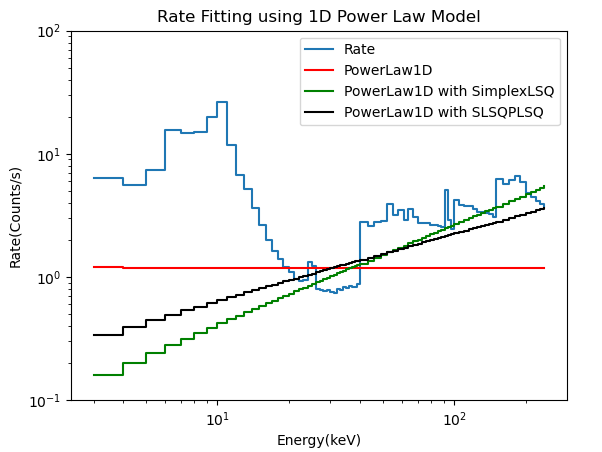 Rate Fitting using 1D Power Law Model
10²
Rate
PowerLaw1D
PowerLaw1D with SimplexLSQ
PowerLaw1D with SLSQPLSQ
10¹
Rate(Counts/s)
10⁰
10⁻¹
10¹ 10²
Energy(keV)